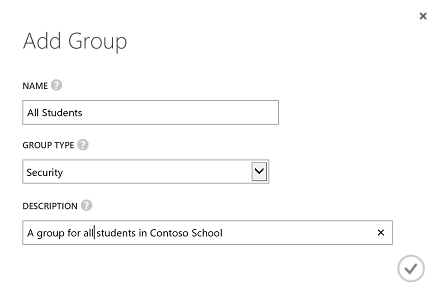 Add Group
NAME ?
All Students
GROUP TYPE ?
Security
DESCRIPTION ?
A group for all students in Contoso School